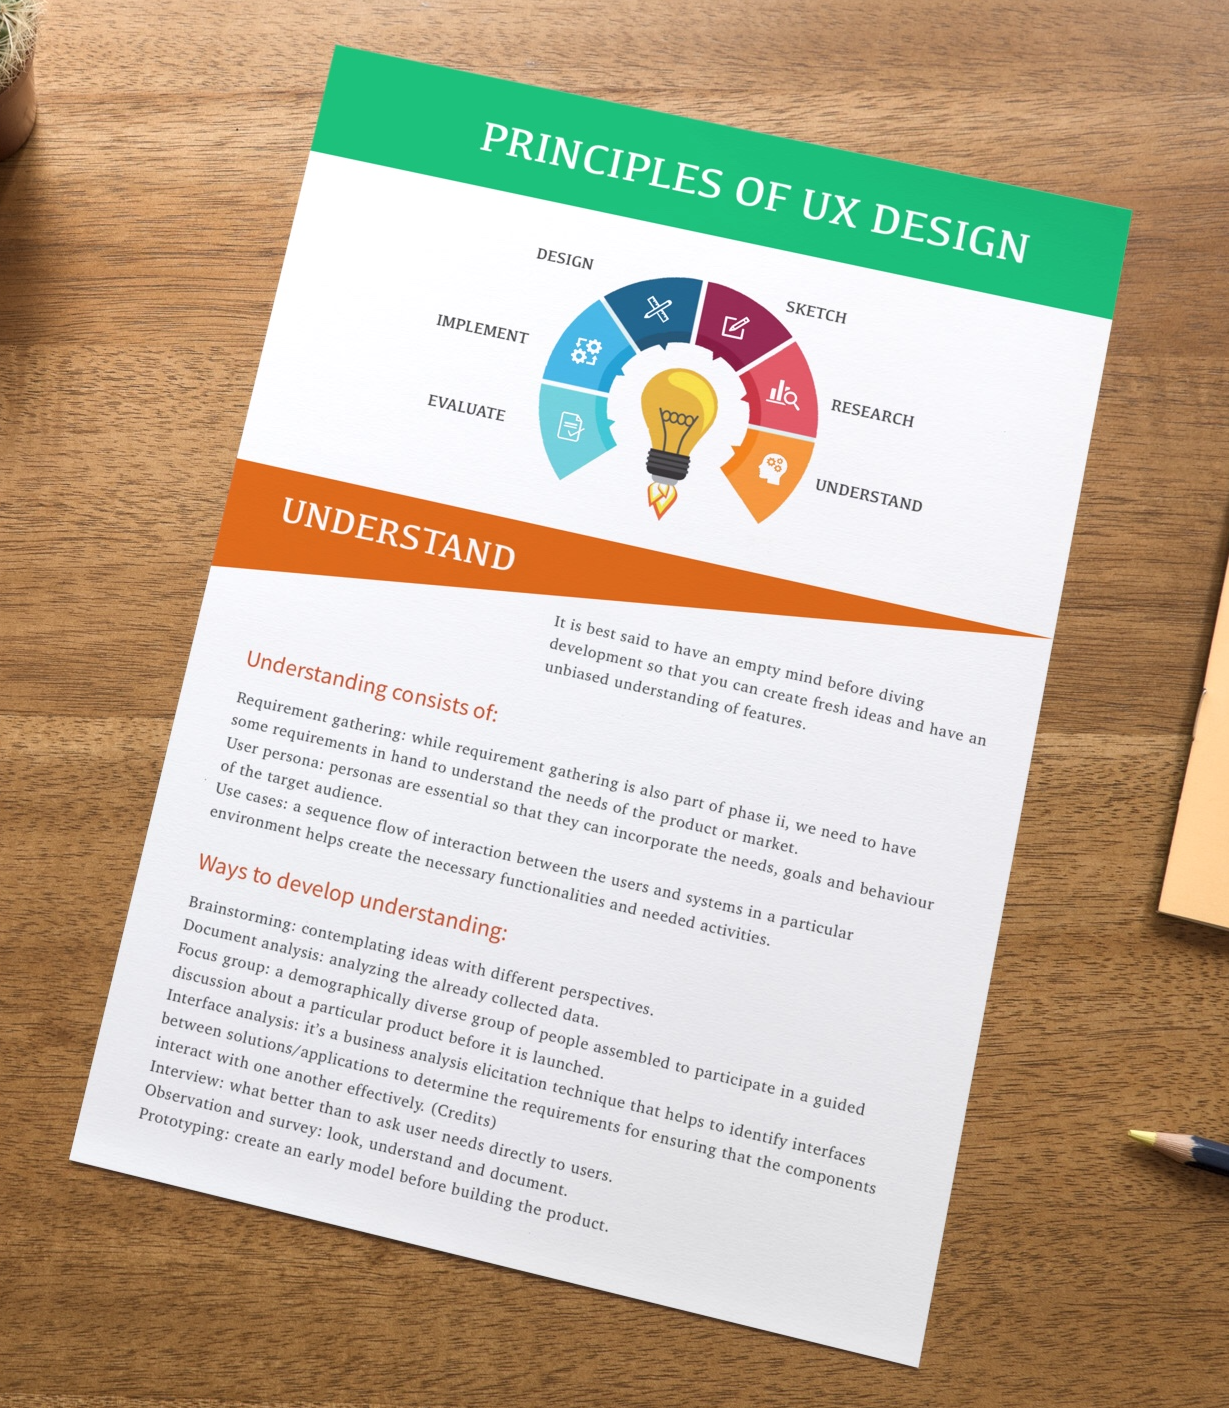 PRINCIPLES OF UX DESIGN
DESIGN
SKETCH
IMPLEMENT
RESEARCH
EVALUATE
UNDERSTAND
UNDERSTAND
It is best said to have an empty mind before diving
development so that you can create fresh ideas and have an
unbiased understanding of features.
Understanding consists of:
Requirement gathering: while requirement gathering is also part of phase ii, we need to have
some requirements in hand to understand the needs of the product or market.
User persona: personas are essential so that they can incorporate the needs, goals and behaviour
of the target audience.
Use cases: a sequence flow of interaction between the users and systems in a particular
environment helps create the necessary functionalities and needed activities.
Ways to develop understanding:
Brainstorming: contemplating ideas with different perspectives.
Document analysis: analyzing the already collected data.
Focus group: a demographically diverse group of people assembled to participate in a guided
discussion about a particular product before it is launched.
Interface analysis: it’s a business analysis elicitation technique that helps to identify interfaces
between solutions/applications to determine the requirements for ensuring that the components
interact with one another effectively. (Credits)
Interview: what better than to ask user needs directly to users.
Observation and survey: look, understand and document.
Prototyping: create an early model before building the product.